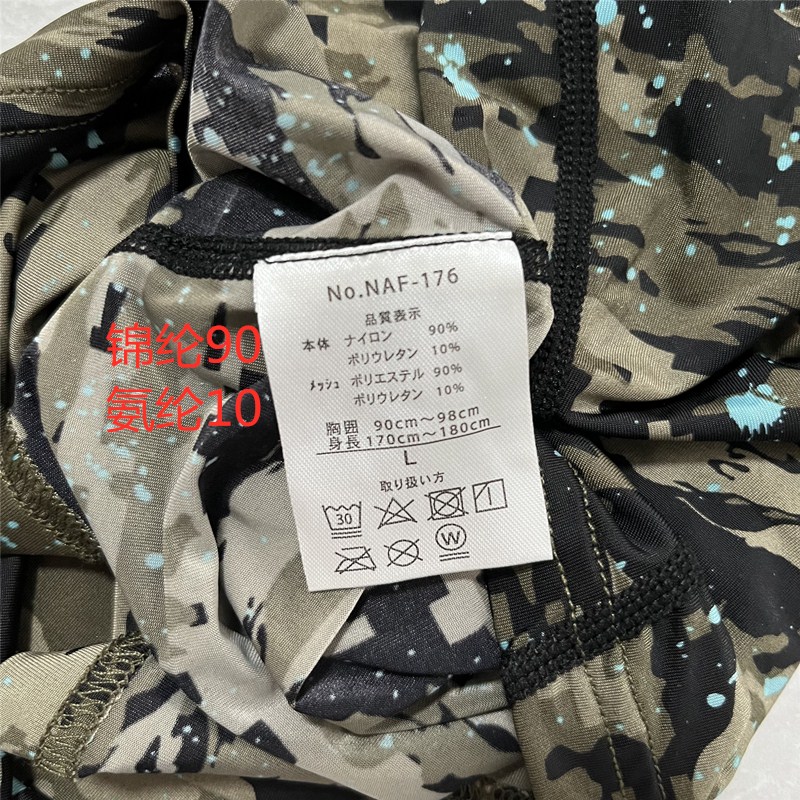 No.NAF-176
品質表示
本体 ナイロン 90%
ポリウレタン 10%
メッシュ ポリエステル 90%
ポリウレタン 10%
胸囲 90cm～98cm
身長 170cm～180cm
L
取り扱い方
30
W
锦纶90
氨纶10